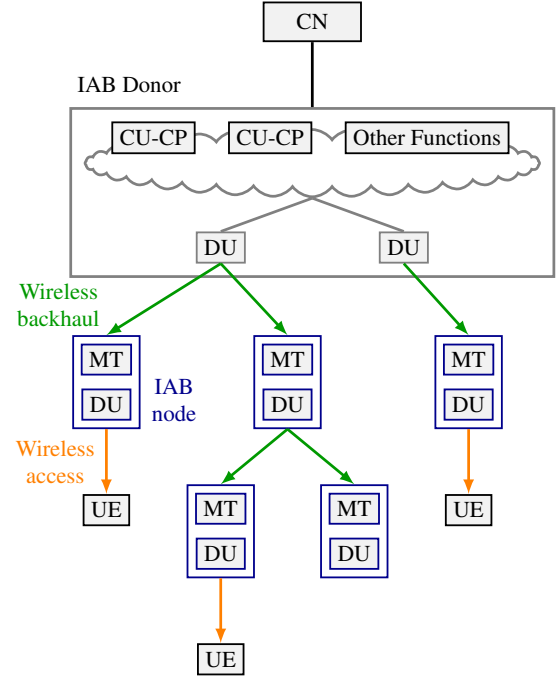 CN
IAB Donor
CU-CP
CU-CP
Other Functions
DU
DU
Wireless
backhaul
MT
DU
IAB
node
MT
DU
MT
DU
Wireless
access
UE
MT
DU
MT
DU
UE
UE